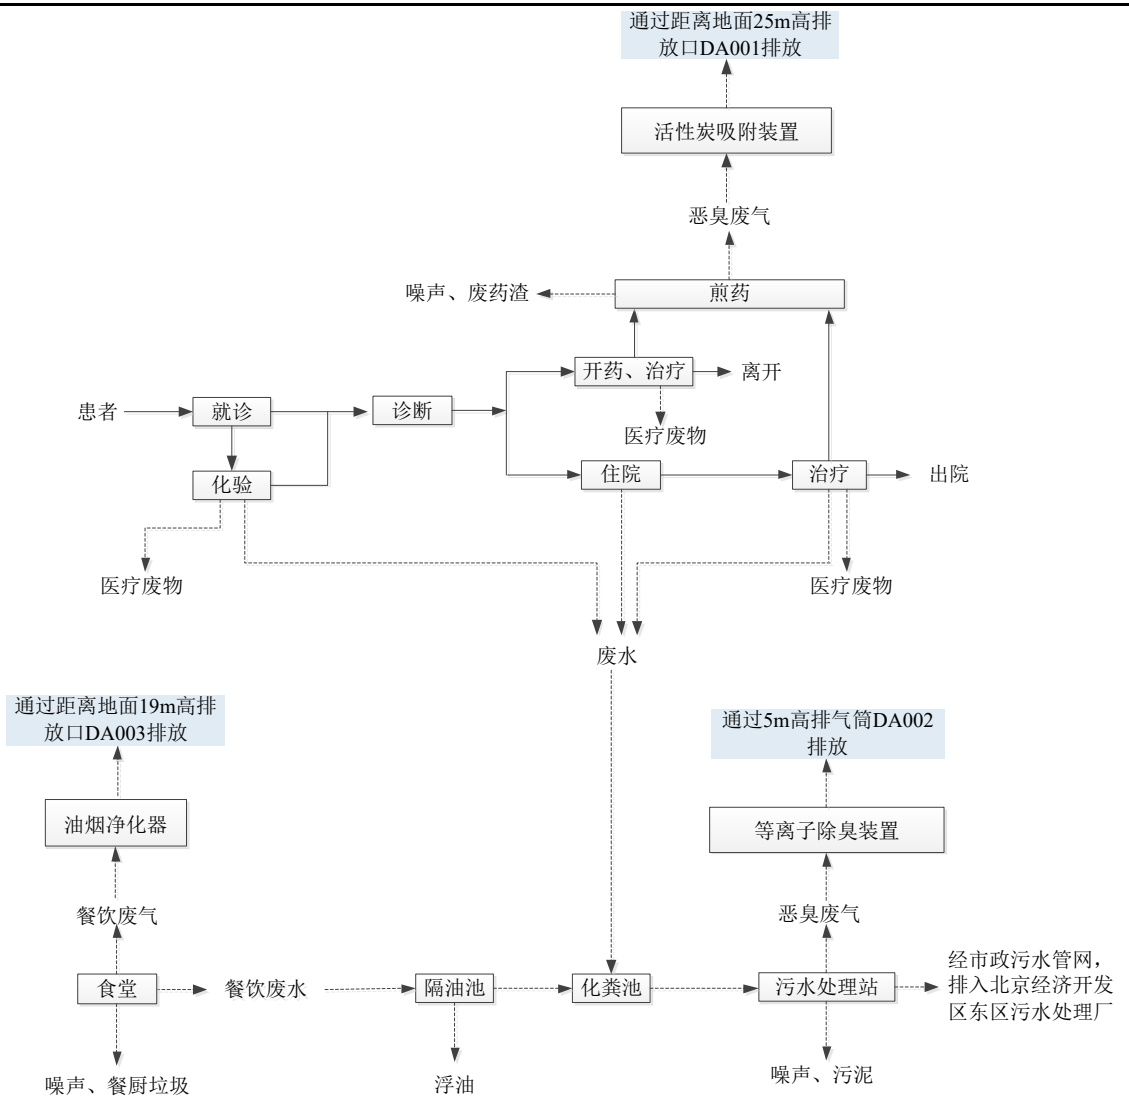 通过距离地面25m高排
放口DA001排放
活性炭吸附装置
恶臭废气
噪声、废药渣
煎药
开药、治疗
离开
患者
就诊
诊断
医疗废物
化验
住院
治疗
出院
医疗废物
医疗废物
废水
通过距离地面19m高排
放口DA003排放
通过5m高排气筒DA002
排放
油烟净化器
等离子除臭装置
餐饮废气
恶臭废气
食堂
餐饮废水
隔油池
化粪池
污水处理站
经市政污水管网，
排入北京经济开发
区东区污水处理厂
噪声、餐厨垃圾
浮油
噪声、污泥